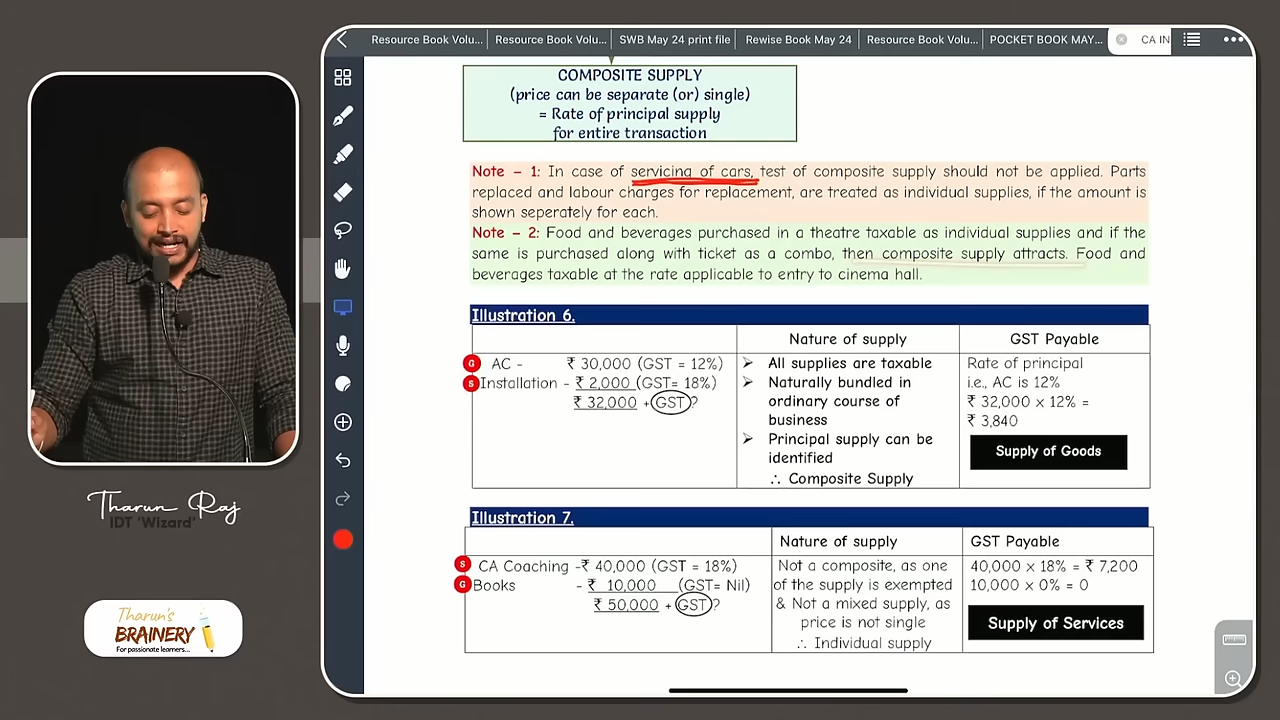 Resource Book Volu...
Resource Book Volu...
SWB May 24 print file
Rewise Book May 24
Resource Book Volu...
POCKET BOOK MAY...
CA IN
COMPOSITE SUPPLY
(price can be separate (or) single)
= Rate of principal supply
for entire transaction
Note – 1: In case of servicing of cars, test of composite supply should not be applied. Parts
replaced and labour charges for replacement, are treated as individual supplies, if the amount is
shown seperately for each.
Note – 2: Food and beverages purchased in a theatre taxable as individual supplies and if the
same is purchased along with ticket as a combo, then composite supply attracts. Food and
beverages taxable at the rate applicable to entry to cinema hall.
Illustration 6.
Nature of supply
GST Payable
G AC - ₹ 30,000 (GST = 12%)
S Installation - ₹ 2,000 (GST= 18%)
₹ 32,000 + GST ?
➢ All supplies are taxable
➢ Naturally bundled in
ordinary course of
business
➢ Principal supply can be
identified
∴ Composite Supply
Rate of principal
i.e., AC is 12%
₹ 32,000 x 12% =
₹ 3,840
Supply of Goods
Illustration 7.
Nature of supply
GST Payable
S CA Coaching -₹ 40,000 (GST = 18%)
G Books - ₹ 10,000 (GST= Nil)
₹ 50,000 + GST ?
Not a composite, as one
of the supply is exempted
& Not a mixed supply, as
price is not single
∴ Individual supply
40,000 x 18% = ₹ 7,200
10,000 x 0% = 0
Supply of Services
Tharun Raj
IDT 'Wizard'
Tharun's
BRAINERY
For passionate learners...